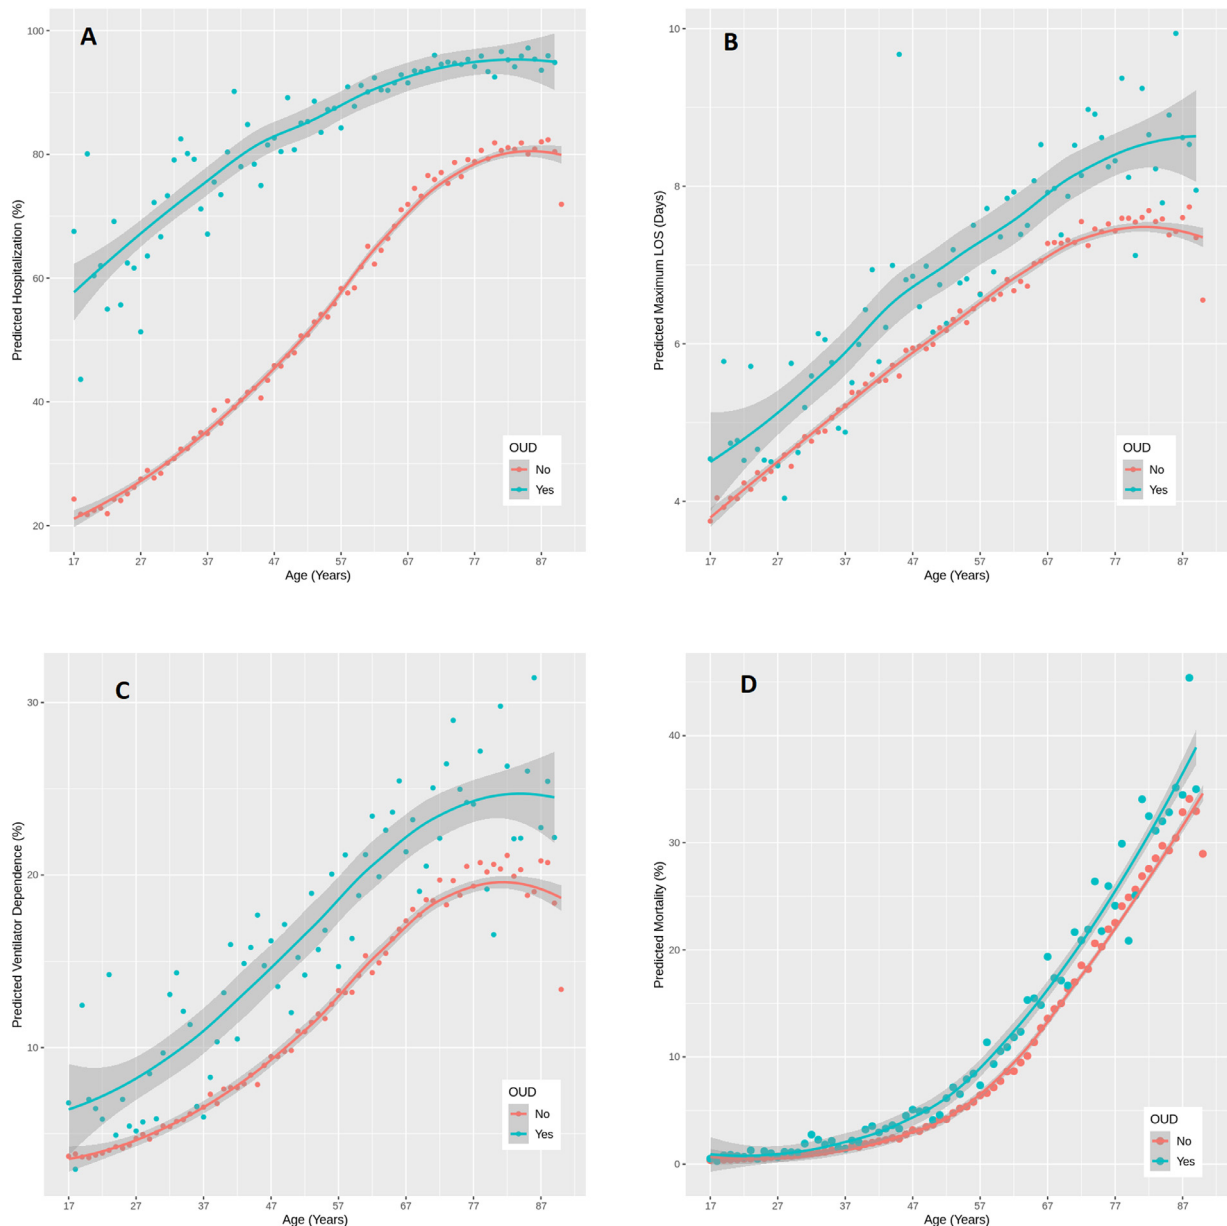 A
Predicted Hospitalization (%)
100
80
60
40
20
17 27 37 47 57 67 77 87
Age (Years)
OUD
No
Yes
B
Predicted Maximum LOS (Days)
10
8
6
4
17 27 37 47 57 67 77 87
Age (Years)
OUD
No
Yes
C
Predicted Ventilator Dependence (%)
30
20
10
17 27 37 47 57 67 77 87
Age (Years)
OUD
No
Yes
D
Predicted Mortality (%)
40
30
20
10
0
17 27 37 47 57 67 77 87
Age (Years)
OUD
No
Yes